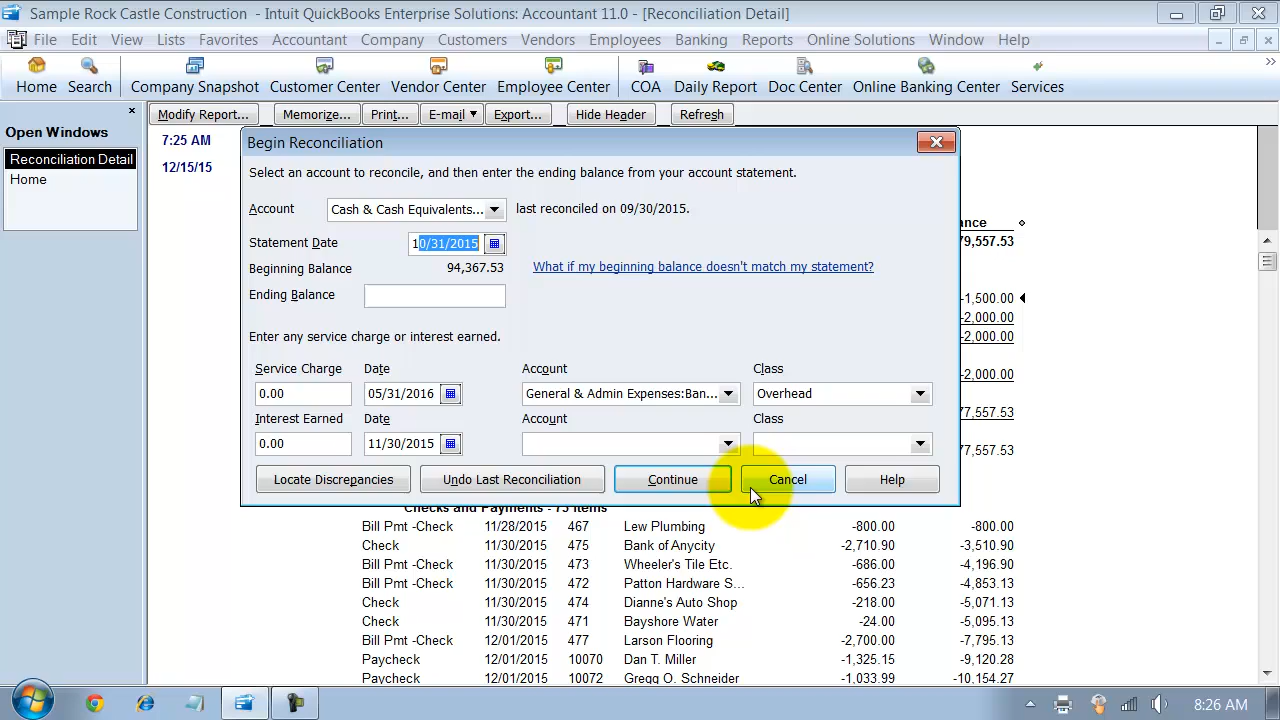 Sample Rock Castle Construction - Intuit QuickBooks Enterprise Solutions: Accountant 11.0 - [Reconciliation Detail]
File Edit View Lists Favorites Accountant Company Customers Vendors Employees Banking Reports Online Solutions Window Help
Home Search Company Snapshot Customer Center Vendor Center Employee Center COA Daily Report Doc Center Online Banking Center Services
Open Windows
Reconciliation Detail
Home
Modify Report... Memorize... Print... E-mail Export... Hide Header Refresh
7:25 AM
12/15/15
Begin Reconciliation
Select an account to reconcile, and then enter the ending balance from your account statement.
Account Cash & Cash Equivalents... last reconciled on 09/30/2015.
Statement Date 10/31/2015
Beginning Balance 94,367.53 What if my beginning balance doesn't match my statement?
Ending Balance
Enter any service charge or interest earned.
Service Charge Date Account Class
0.00 05/31/2016 General & Admin Expenses:Ban... Overhead
Interest Earned Date Account Class
0.00 11/30/2015
Locate Discrepancies Undo Last Reconciliation Continue Cancel Help
ance
79,557.53
-1,500.00
-2,000.00
-2,000.00
-2,000.00
77,557.53
77,557.53
Checks and Payments - 75 items
Bill Pmt -Check 11/28/2015 467 Lew Plumbing -800.00 -800.00
Check 11/30/2015 475 Bank of Anycity -2,710.90 -3,510.90
Bill Pmt -Check 11/30/2015 473 Wheeler's Tile Etc. -686.00 -4,196.90
Bill Pmt -Check 11/30/2015 472 Patton Hardware S... -656.23 -4,853.13
Check 11/30/2015 474 Dianne's Auto Shop -218.00 -5,071.13
Check 11/30/2015 471 Bayshore Water -24.00 -5,095.13
Bill Pmt -Check 12/01/2015 477 Larson Flooring -2,700.00 -7,795.13
Paycheck 12/01/2015 10070 Dan T. Miller -1,325.15 -9,120.28
Paycheck 12/01/2015 10072 Gregg O. Schneider -1,033.99 -10,154.27
8:26 AM